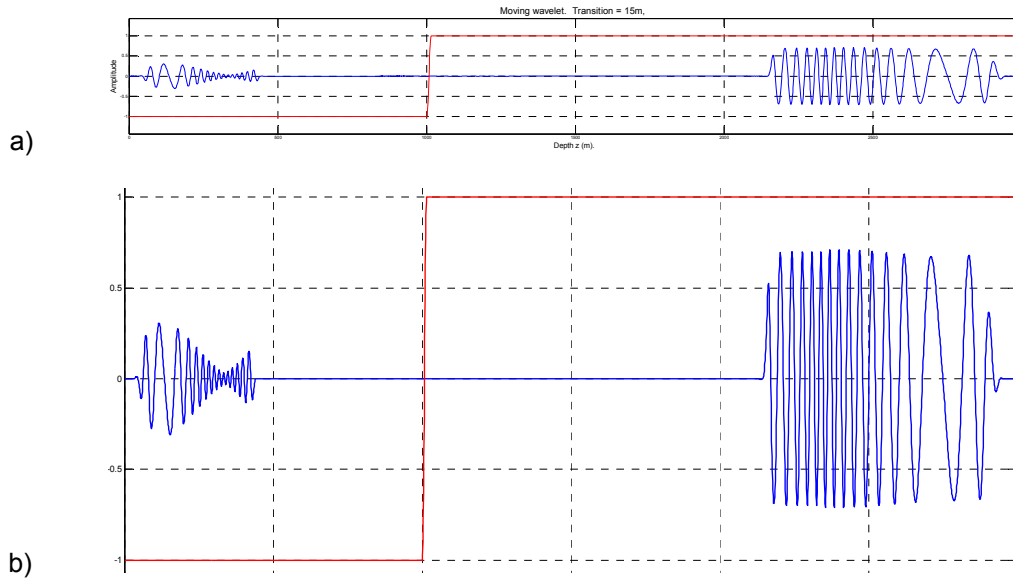 Moving wavelet. Transition = 15m,
1
0.5
0
-0.5
-1
Amplitude
0 500 1000 1500 2000 2500
Depth z (m).
a)
1
0.5
0
-0.5
-1
b)